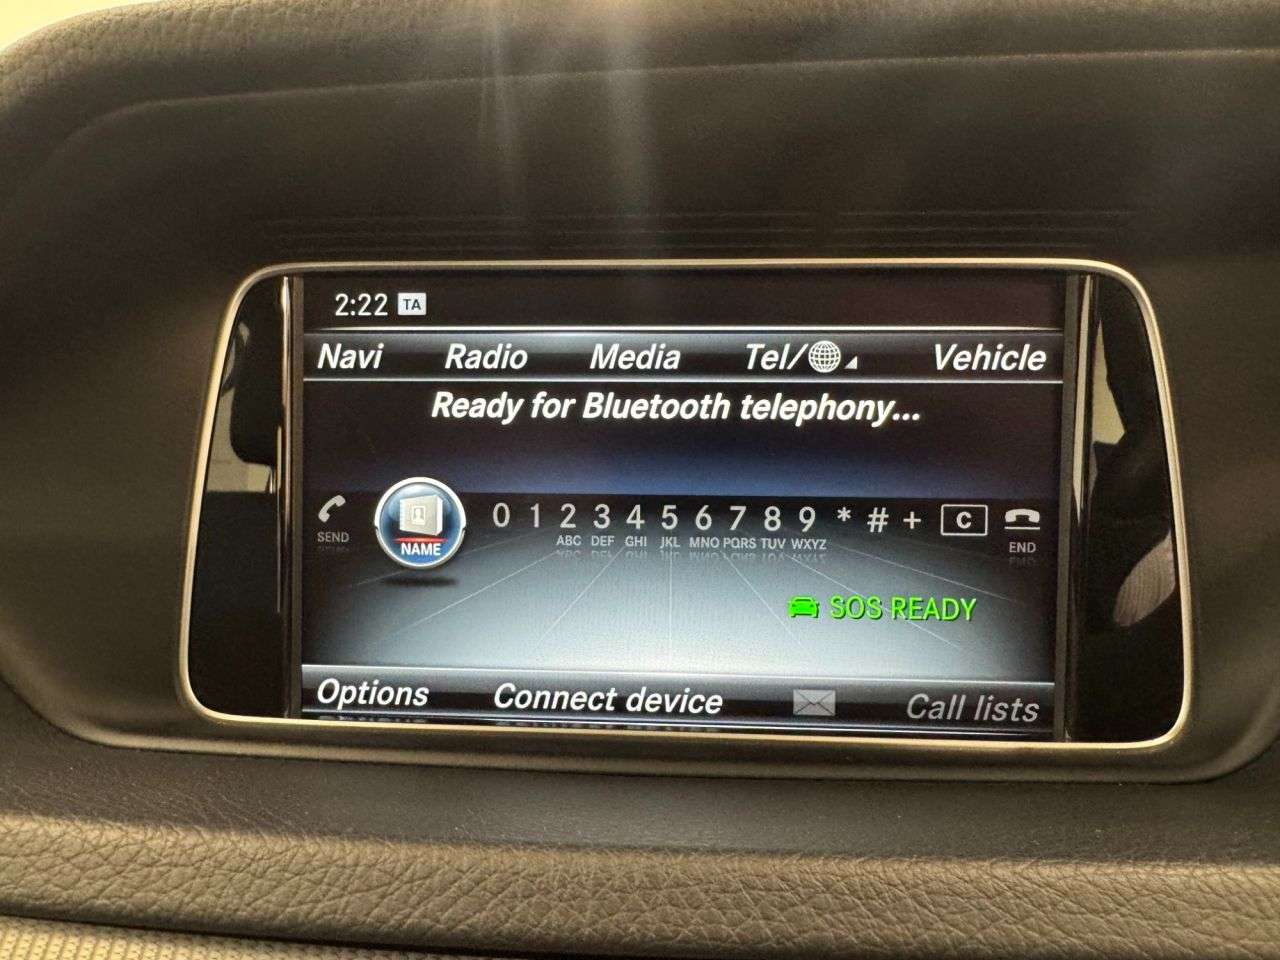 2:22 TA
Navi Radio Media Tel/ Vehicle
Ready for Bluetooth telephony...
SEND NAME 0 1 2 3 4 5 6 7 8 9 * # + C END
ABC DEF GHI JKL MNO PQRS TUV WXYZ
SOS READY
Options Connect device Call lists